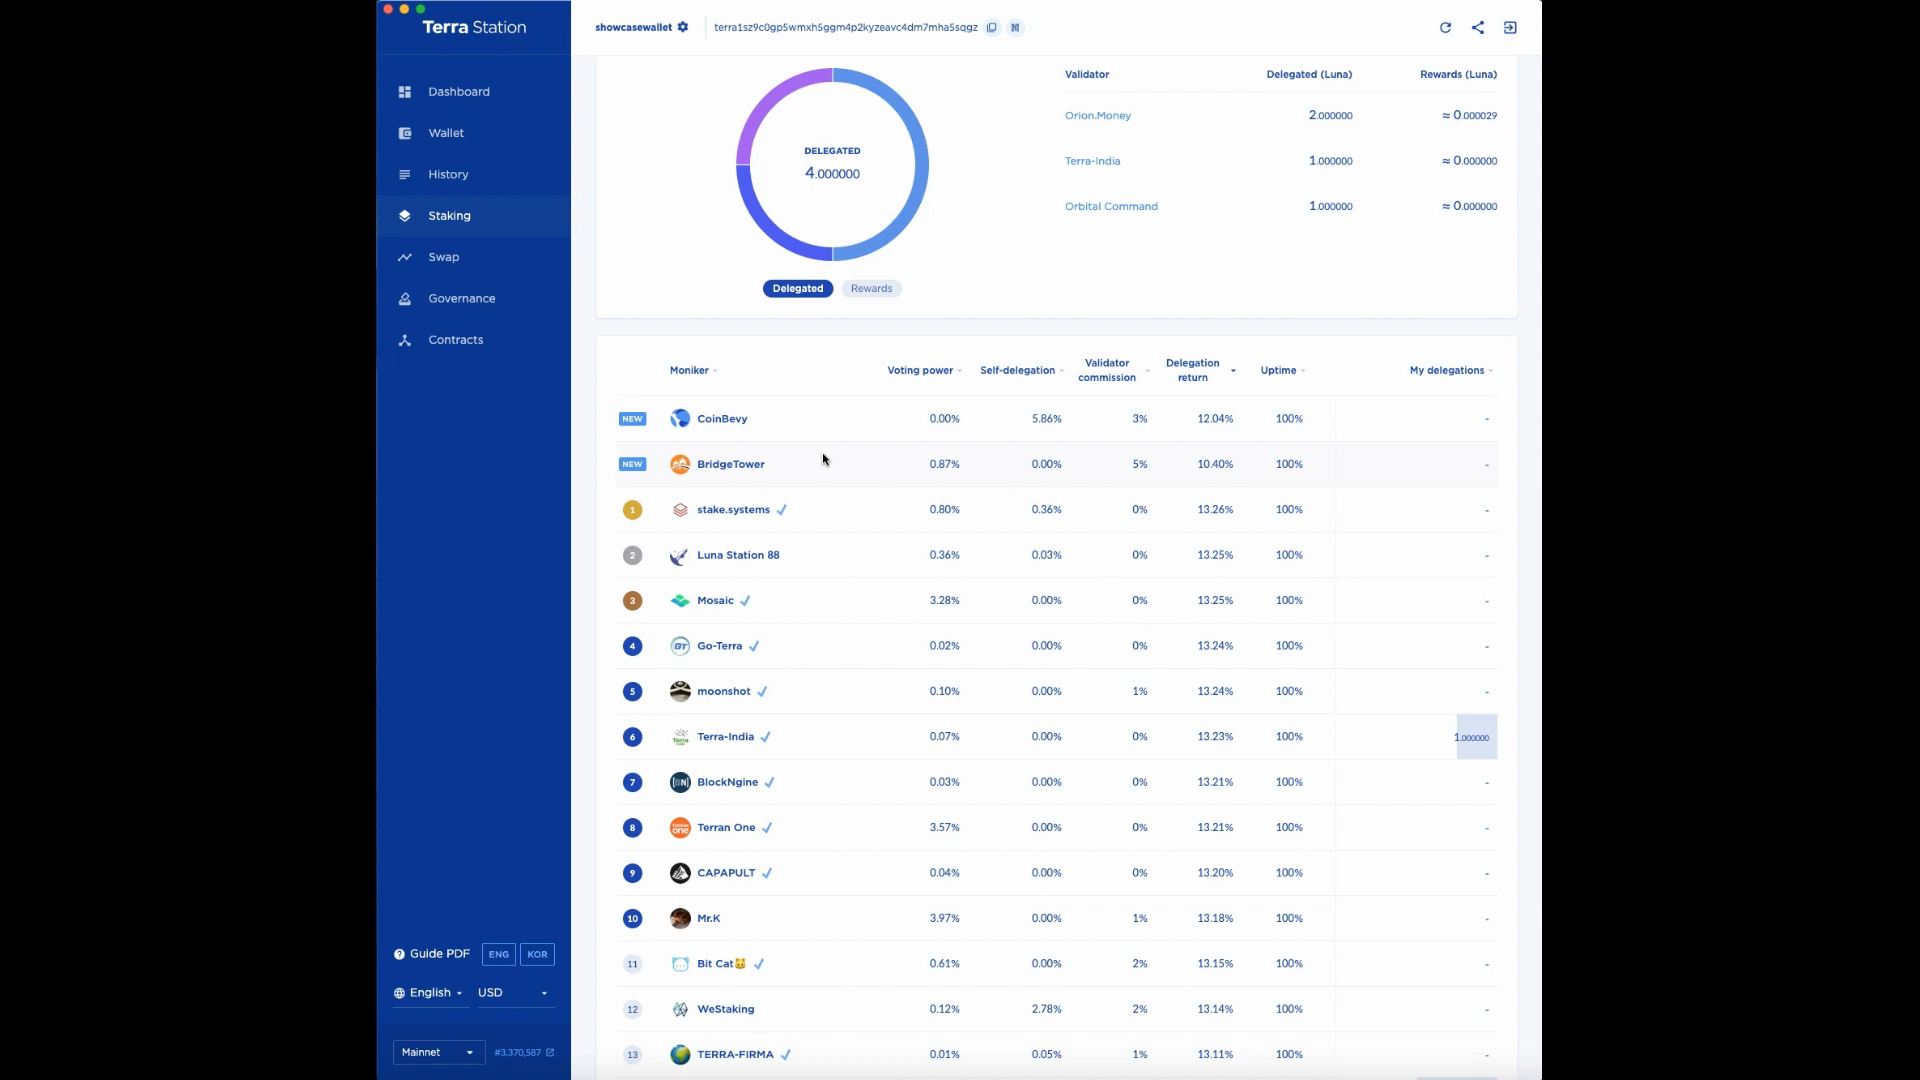 Terra Station
showcasewallet
terra1sz9c0gp5wmxh5ggm4p2kyzeavc4dm7mha5sqgz
Dashboard
Wallet
History
Staking
Swap
Governance
Contracts
Guide PDF ENG KOR
English USD
Mainnet #3,370,587
DELEGATED
4.000000
Delegated Rewards
Validator Delegated (Luna) Rewards (Luna)
Orion.Money 2.000000 ≈ 0.000029
Terra-India 1.000000 ≈ 0.000000
Orbital Command 1.000000 ≈ 0.000000
Moniker Voting power Self-delegation Validator commission Delegation return Uptime My delegations
NEW CoinBevy 0.00% 5.86% 3% 12.04% 100% -
NEW BridgeTower 0.87% 0.00% 5% 10.40% 100% -
1 stake.systems 0.80% 0.36% 0% 13.26% 100% -
2 Luna Station 88 0.36% 0.03% 0% 13.25% 100% -
3 Mosaic 3.28% 0.00% 0% 13.25% 100% -
4 GT Go-Terra 0.02% 0.00% 0% 13.24% 100% -
5 moonshot 0.10% 0.00% 1% 13.24% 100% -
6 Terra-India 0.07% 0.00% 0% 13.23% 100% 1.000000
7 BN BlockNgine 0.03% 0.00% 0% 13.21% 100% -
8 one Terran One 3.57% 0.00% 0% 13.21% 100% -
9 CAPAPULT 0.04% 0.00% 0% 13.20% 100% -
10 Mr.K 3.97% 0.00% 1% 13.18% 100% -
11 Bit Cat🐱 0.61% 0.00% 2% 13.15% 100% -
12 WeStaking 0.12% 2.78% 2% 13.14% 100% -
13 TERRA-FIRMA 0.01% 0.05% 1% 13.11% 100% -